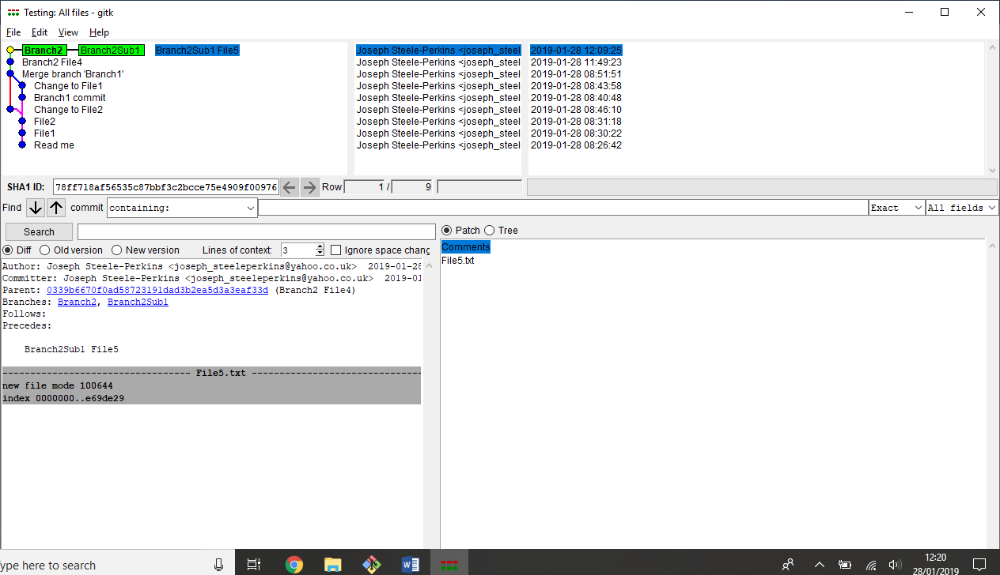 Testing: All files - gitk
File Edit View Help
Branch2 Branch2Sub1 Branch2Sub1 File5 Joseph Steele-Perkins <joseph_steel 2019-01-28 12:09:25
Branch2 File4 Joseph Steele-Perkins <joseph_steel 2019-01-28 11:49:23
Merge branch 'Branch1' Joseph Steele-Perkins <joseph_steel 2019-01-28 08:51:51
Change to File1 Joseph Steele-Perkins <joseph_steel 2019-01-28 08:43:58
Branch1 commit Joseph Steele-Perkins <joseph_steel 2019-01-28 08:40:48
Change to File2 Joseph Steele-Perkins <joseph_steel 2019-01-28 08:46:10
File2 Joseph Steele-Perkins <joseph_steel 2019-01-28 08:31:18
File1 Joseph Steele-Perkins <joseph_steel 2019-01-28 08:30:22
Read me Joseph Steele-Perkins <joseph_steel 2019-01-28 08:26:42
SHA1 ID: 78ff718af56535c87bbf3c2bcce75e4909f00976 Row 1 / 9
Find commit containing: Exact All fields
Search
Patch Tree
Diff Old version New version Lines of context: 3 Ignore space chang
Comments
File5.txt
Author: Joseph Steele-Perkins <joseph_steeleperkins@yahoo.co.uk> 2019-01-28
Committer: Joseph Steele-Perkins <joseph_steeleperkins@yahoo.co.uk> 2019-01
Parent: 0339b6670f0ad58723191dad3b2ea5d3a3eaf33d (Branch2 File4)
Branches: Branch2, Branch2Sub1
Follows:
Precedes:
Branch2Sub1 File5
---------------------------------- File5.txt -------------------------------
new file mode 100644
index 0000000..e69de29
ype here to search
12:20
28/01/2019